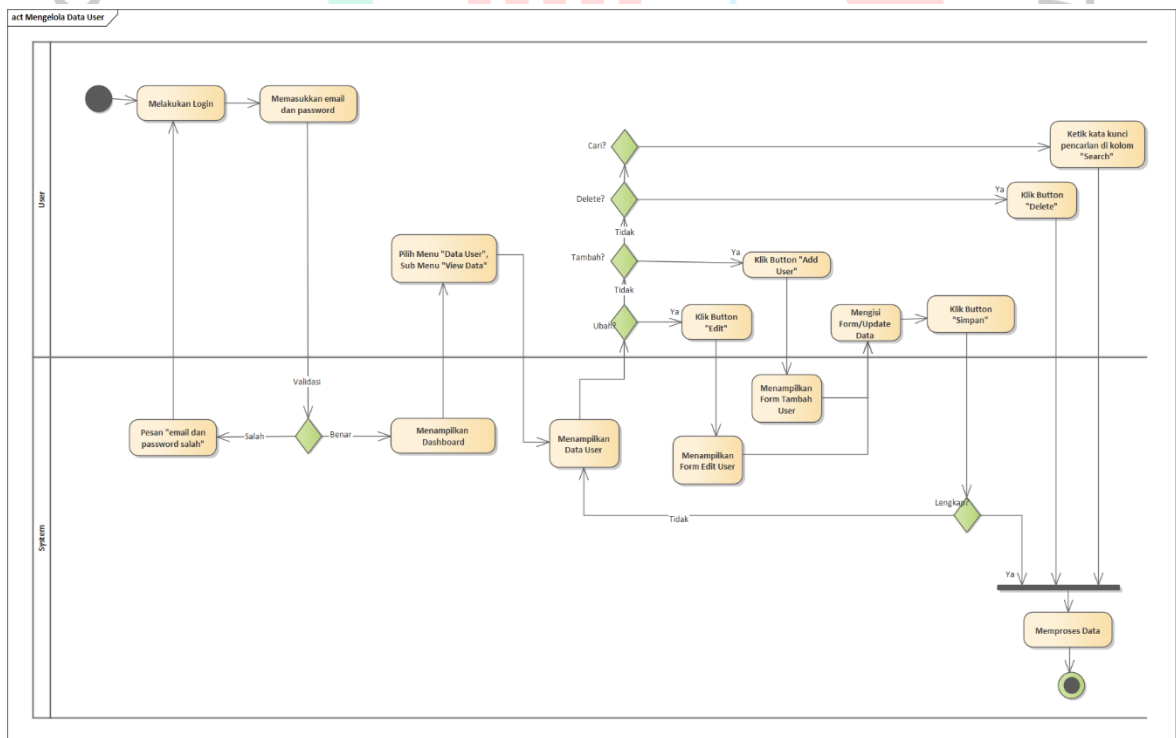 act Mengelola Data User
User
Melakukan Login
Memasukkan email
dan password
Cari?
Ketik kata kunci
pencarian di kolom
"Search"
Delete?
Ya
Klik Button
"Delete"
Tidak
Pilih Menu "Data User",
Sub Menu "View Data"
Tambah?
Ya
Klik Button "Add
User"
Tidak
Ubah?
Ya
Klik Button
"Edit"
Mengisi
Form/Update
Data
Klik Button
"Simpan"
System
Validasi
Pesan "email dan
password salah"
Salah
Benar
Menampilkan
Dashboard
Menampilkan
Data User
Menampilkan
Form Tambah
User
Menampilkan
Form Edit User
Lengkap?
Tidak
Ya
Memproses Data